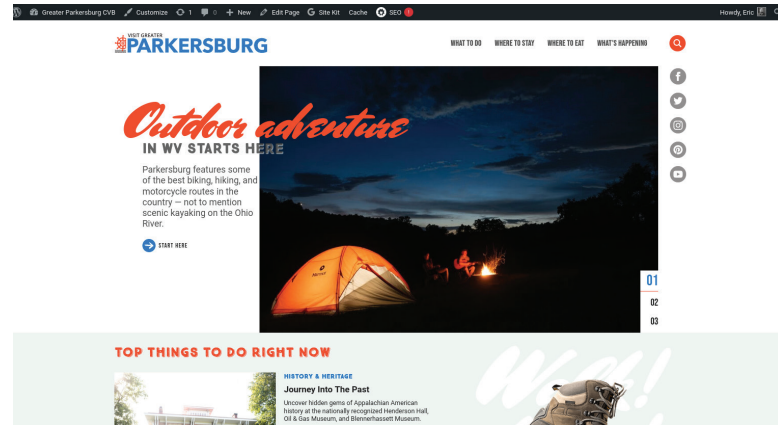 Greater Parkersburg CVB Customize 1 0 New Edit Page Site Kit Cache SEO Howdy, Eric
VISIT GREATER
PARKERSBURG
WHAT TO DO WHERE TO STAY WHERE TO EAT WHAT'S HAPPENING
Outdoor adventure
IN WV STARTS HERE
Parkersburg features some
of the best biking, hiking, and
motorcycle routes in the
country — not to mention
scenic kayaking on the Ohio
River.
START HERE
01
02
03
TOP THINGS TO DO RIGHT NOW
HISTORY & HERITAGE
Journey Into The Past
Uncover hidden gems of Appalachian American
history at the nationally recognized Henderson Hall,
Oil & Gas Museum, and Blennerhassett Museum.